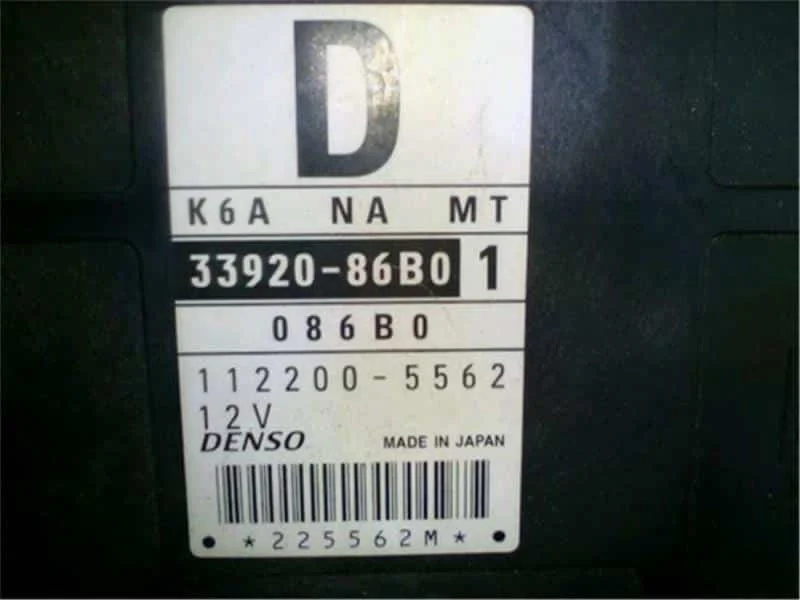 D
K6A NA MT
33920-86B0 1
086B0
112200-5562
12V
DENSO MADE IN JAPAN
*225562M*